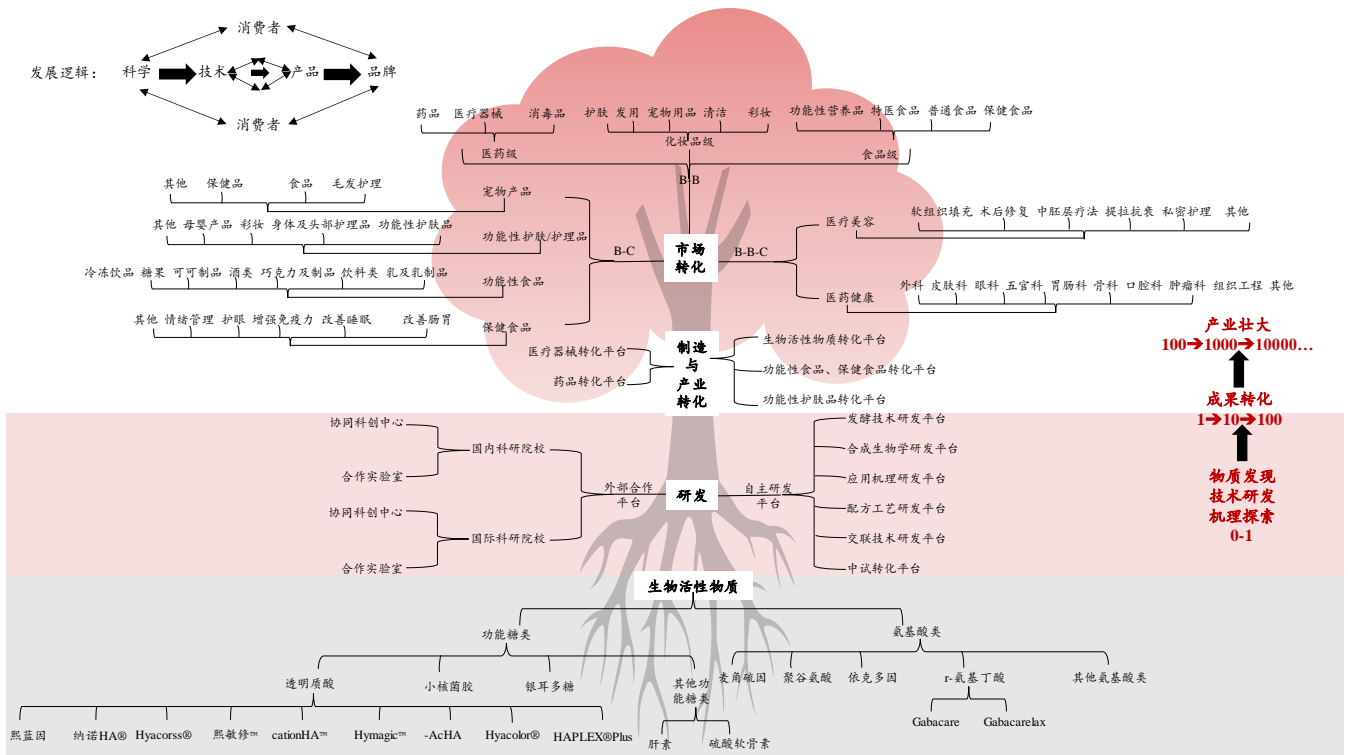 消费者
发展逻辑： 科学 技术 产品 品牌
消费者
药品 医疗器械 消毒品
医药级
护肤 发用 宠物用品 清洁 彩妆
化妆品级
功能性营养品 特医食品 普通食品 保健食品
食品级
B-B
其他 保健品 食品 毛发护理
宠物产品
其他 母婴产品 彩妆 身体及头部护理品 功能性护肤品
功能性护肤/护理品
冷冻饮品 糖果 可可制品 酒类 巧克力及制品 饮料类 乳及乳制品
功能性食品
其他 情绪管理 护眼 增强免疫力 改善睡眠 改善肠胃
保健食品
B-C
市场
转化
B-B-C
医疗美容
软组织填充 术后修复 中胚层疗法 提拉抗衰 私密护理 其他
医药健康
外科 皮肤科 眼科 五官科 胃肠科 骨科 口腔科 肿瘤科 组织工程 其他
医疗器械转化平台
药品转化平台
制造
与
产业
转化
生物活性物质转化平台
功能性食品、保健食品转化平台
功能性护肤品转化平台
产业壮大
100→1000→10000…
成果转化
1→10→100
物质发现
技术研发
机理探索
0-1
协同科创中心
国内科研院校
合作实验室
协同科创中心
国际科研院校
合作实验室
外部合作
平台
研发
自主研发
平台
发酵技术研发平台
合成生物学研发平台
应用机理研发平台
配方工艺研发平台
交联技术研发平台
中试转化平台
生物活性物质
功能糖类
氨基酸类
透明质酸
小核菌胶
银耳多糖
其他功
能糖类
麦角硫因
聚谷氨酸
依克多因
r-氨基丁酸
其他氨基酸类
熙蓝因
纳诺HA®
Hyacorss®
熙敏修™
cationHA™
Hymagic™
-AcHA
Hyacolor®
HAPLEX®Plus
肝素
硫酸软骨素
Gabacare
Gabacarelax